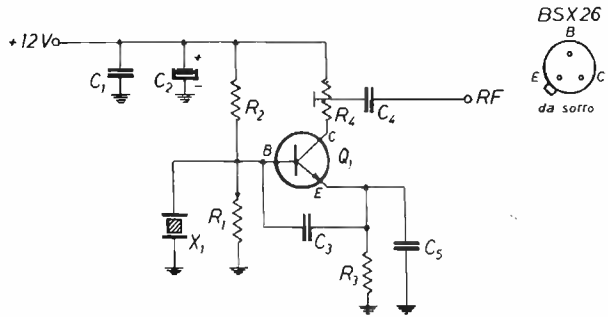 BSX26
B
E
C
da sotto
+12V
C1
C2
+
-
R2
R4
C4
RF
C
B
Q1
E
X1
R1
C3
R3
C5